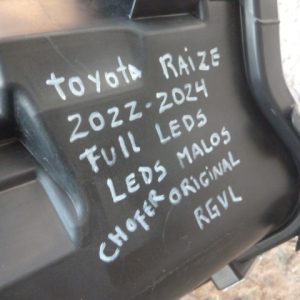 TOYOTA RAIZE
2022-2024
FULL LEDS
LEDS MALOS
CHOFER ORIGINAL
RGVL